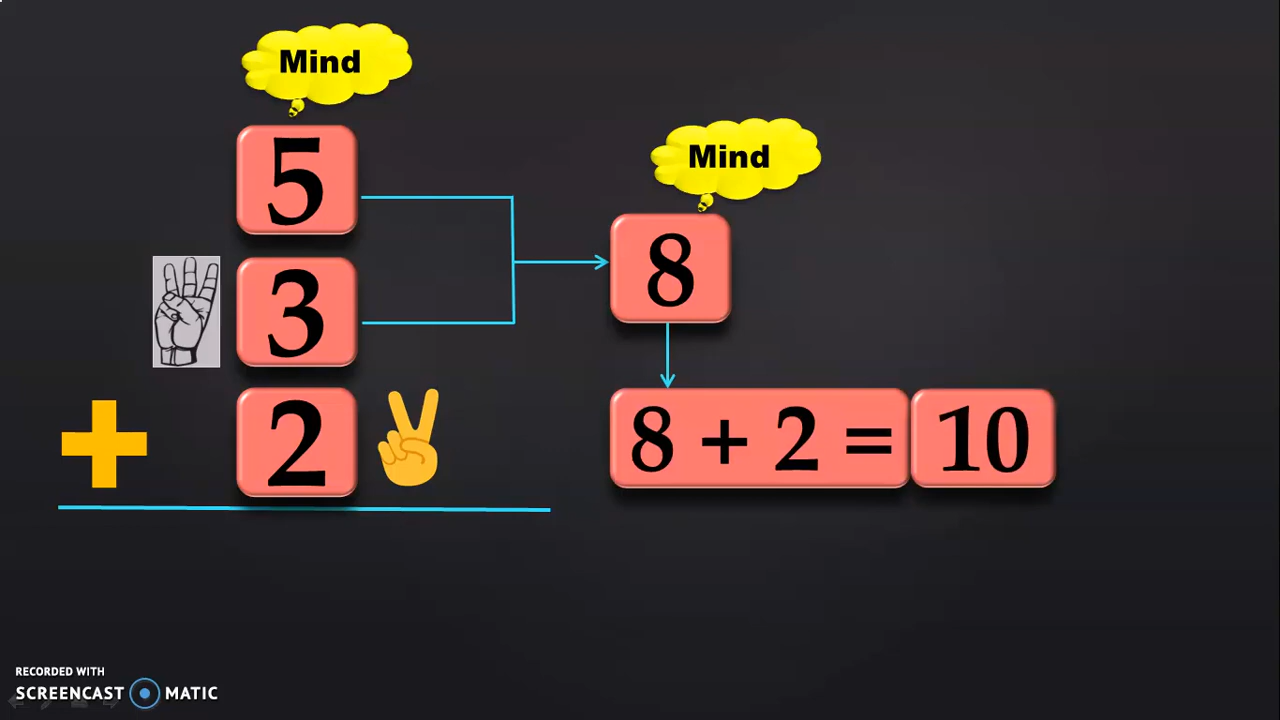 Mind
5
3
+ 2
Mind
8
8 + 2 = 10
RECORDED WITH
SCREENCAST MATIC